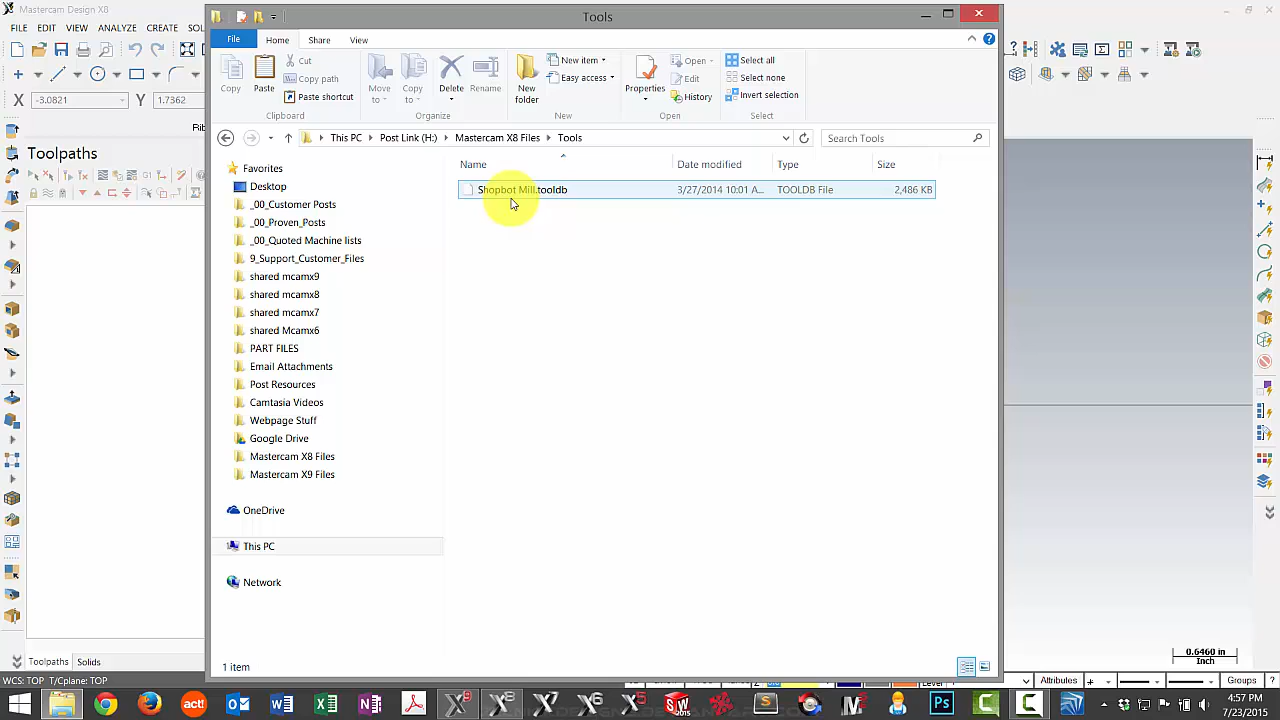 Mastercam Design X8
Tools
FILE EDIT VIEW ANALYZE CREATE SOL
File Home Share View
Copy
Paste
Cut
Copy path
Paste shortcut
Clipboard
Move to
Copy to
Delete
Rename
Organize
New folder
New item
Easy access
New
Properties
Open
Edit
History
Open
Select all
Select none
Invert selection
Select
X -3.0821 Y 1.7362
This PC Post Link (H:) Mastercam X8 Files Tools
Search Tools
Rib
Toolpaths
Name Date modified Type Size
Shopbot Mill.tooldb 3/27/2014 10:01 A... TOOLDB File 2,486 KB
Favorites
Desktop
_00_Customer Posts
_00_Proven_Posts
_00_Quoted Machine lists
9_Support_Customer_Files
shared mcamx9
shared mcamx8
shared mcamx7
shared Mcamx6
PART FILES
Email Attachments
Post Resources
Camtasia Videos
Webpage Stuff
Google Drive
Mastercam X8 Files
Mastercam X9 Files
OneDrive
This PC
Network
1 item
0.6460 in
Inch
Toolpaths Solids
WCS: TOP T/Cplane: TOP
Attributes
Groups
?
4:57 PM
7/23/2015